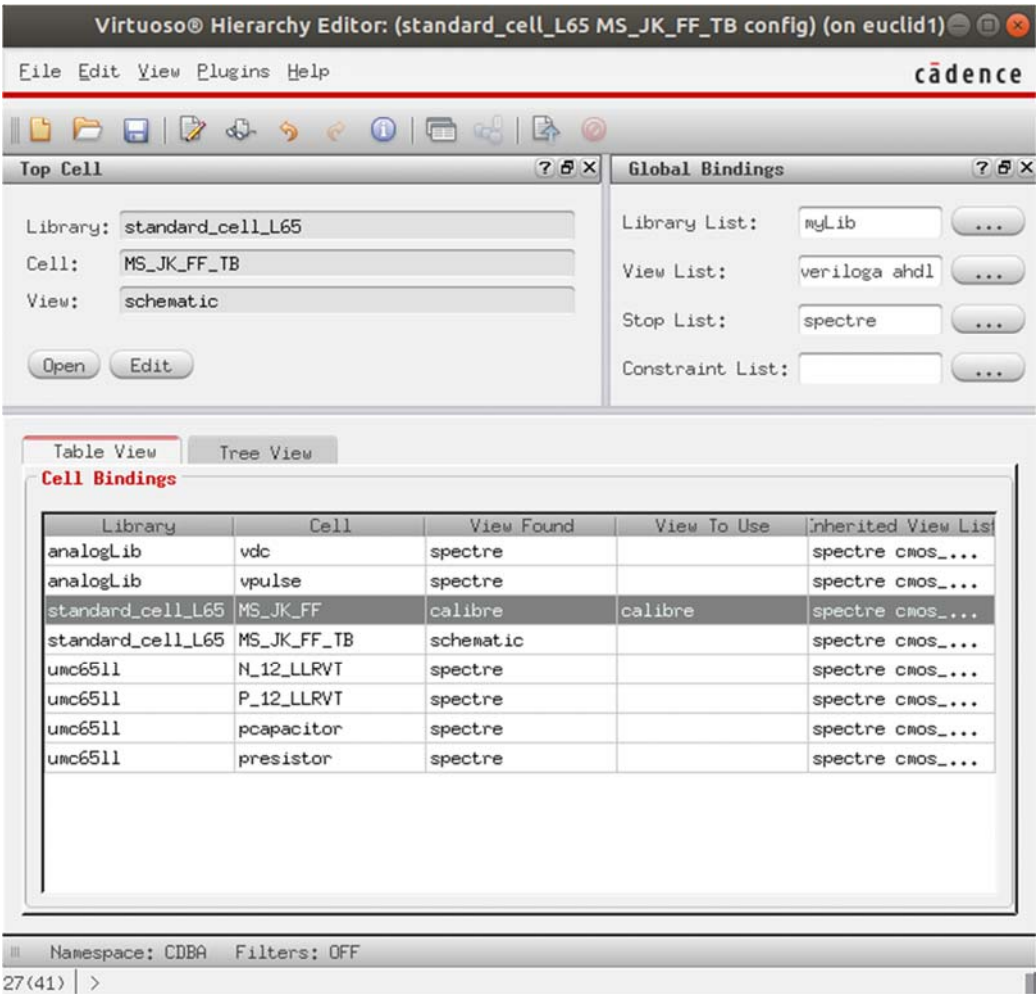 Virtuoso® Hierarchy Editor: (standard_cell_L65 MS_JK_FF_TB config) (on euclid1)
File Edit View Plugins Help
cādence
Top Cell
Library: standard_cell_L65
Cell: MS_JK_FF_TB
View: schematic
Open Edit
Global Bindings
Library List: myLib ...
View List: veriloga ahdl ...
Stop List: spectre ...
Constraint List: ...
Table View Tree View
Cell Bindings
Library Cell View Found View To Use Inherited View List
analogLib vdc spectre spectre cmos_...
analogLib vpulse spectre spectre cmos_...
standard_cell_L65 MS_JK_FF calibre calibre spectre cmos_...
standard_cell_L65 MS_JK_FF_TB schematic spectre cmos_...
umc65ll N_12_LLRVT spectre spectre cmos_...
umc65ll P_12_LLRVT spectre spectre cmos_...
umc65ll pcapacitor spectre spectre cmos_...
umc65ll presistor spectre spectre cmos_...
Namespace: CDBA Filters: OFF
27(41) >